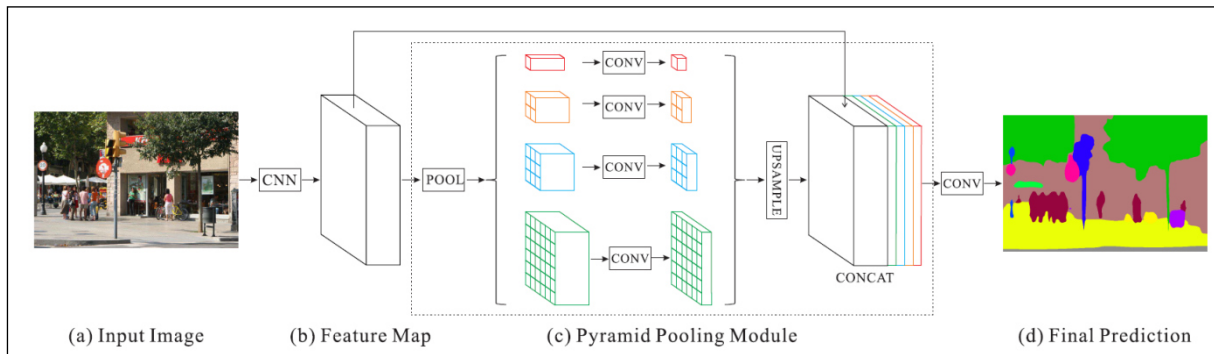 CNN
POOL
CONV
CONV
CONV
CONV
UPSAMPLE
CONCAT
CONV
(a) Input Image
(b) Feature Map
(c) Pyramid Pooling Module
(d) Final Prediction